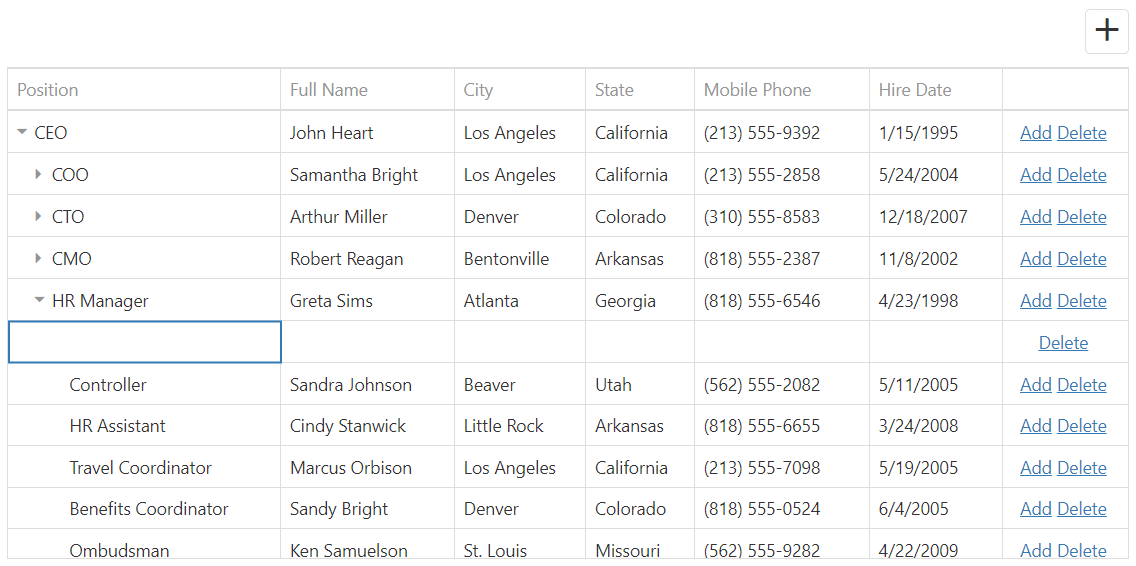 Position Full Name City State Mobile Phone Hire Date
CEO John Heart Los Angeles California (213) 555-9392 1/15/1995 Add Delete
COO Samantha Bright Los Angeles California (213) 555-2858 5/24/2004 Add Delete
CTO Arthur Miller Denver Colorado (310) 555-8583 12/18/2007 Add Delete
CMO Robert Reagan Bentonville Arkansas (818) 555-2387 11/8/2002 Add Delete
HR Manager Greta Sims Atlanta Georgia (818) 555-6546 4/23/1998 Add Delete
Delete
Controller Sandra Johnson Beaver Utah (562) 555-2082 5/11/2005 Add Delete
HR Assistant Cindy Stanwick Little Rock Arkansas (818) 555-6655 3/24/2008 Add Delete
Travel Coordinator Marcus Orbison Los Angeles California (213) 555-7098 5/19/2005 Add Delete
Benefits Coordinator Sandy Bright Denver Colorado (818) 555-0524 6/4/2005 Add Delete
Ombudsman Ken Samuelson St. Louis Missouri (562) 555-9282 4/22/2009 Add Delete